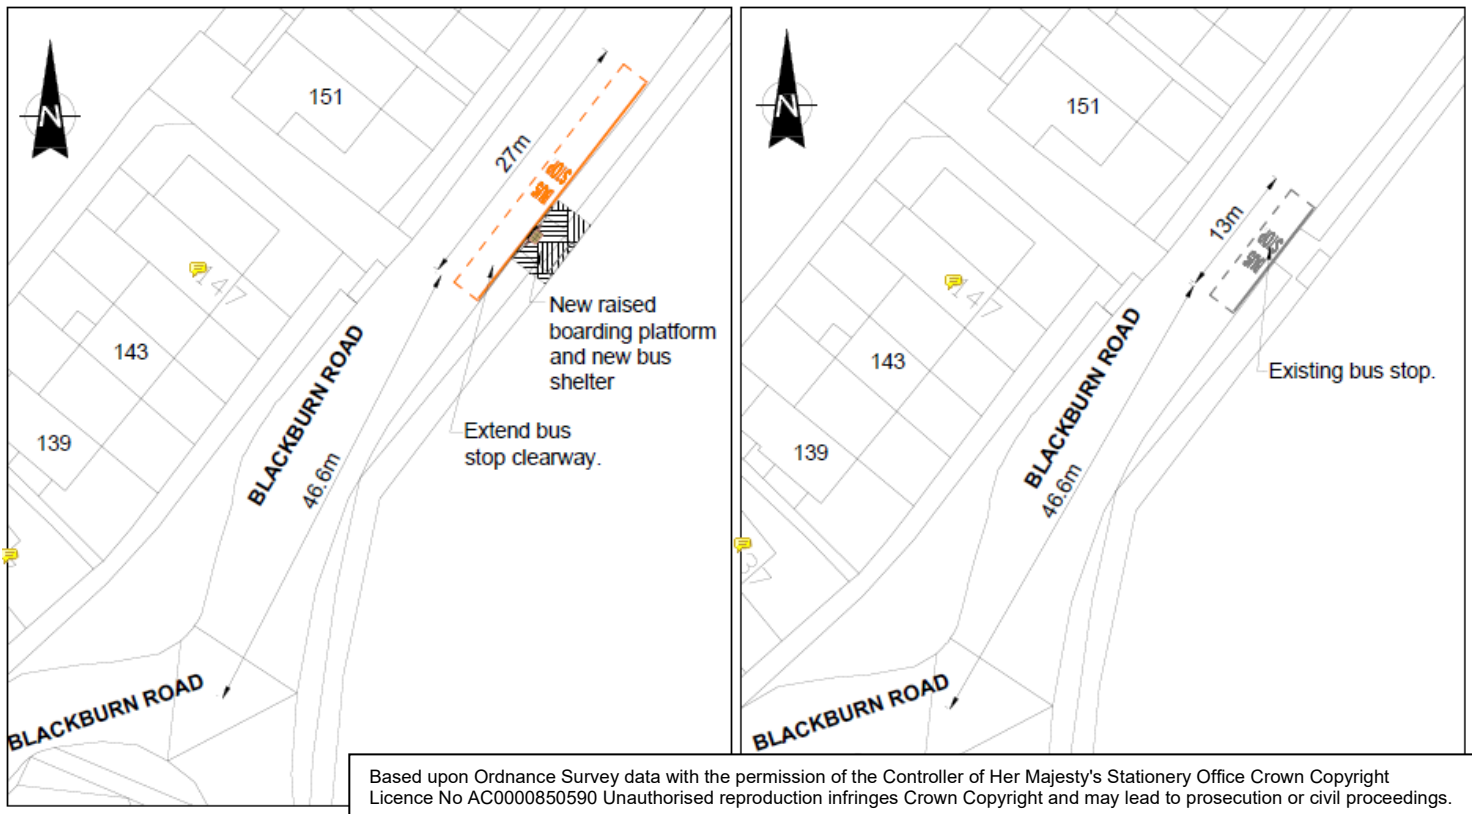 N
151
27m
BUS
STOP
147
New raised
boarding platform
and new bus
shelter
143
BLACKBURN ROAD
139
Extend bus
stop clearway.
46.6m
BLACKBURN ROAD
N
151
13m
BUS
STOP
147
Existing bus stop.
143
BLACKBURN ROAD
139
46.6m
37
BLACKBURN ROAD
Based upon Ordnance Survey data with the permission of the Controller of Her Majesty's Stationery Office Crown Copyright
Licence No AC0000850590 Unauthorised reproduction infringes Crown Copyright and may lead to prosecution or civil proceedings.